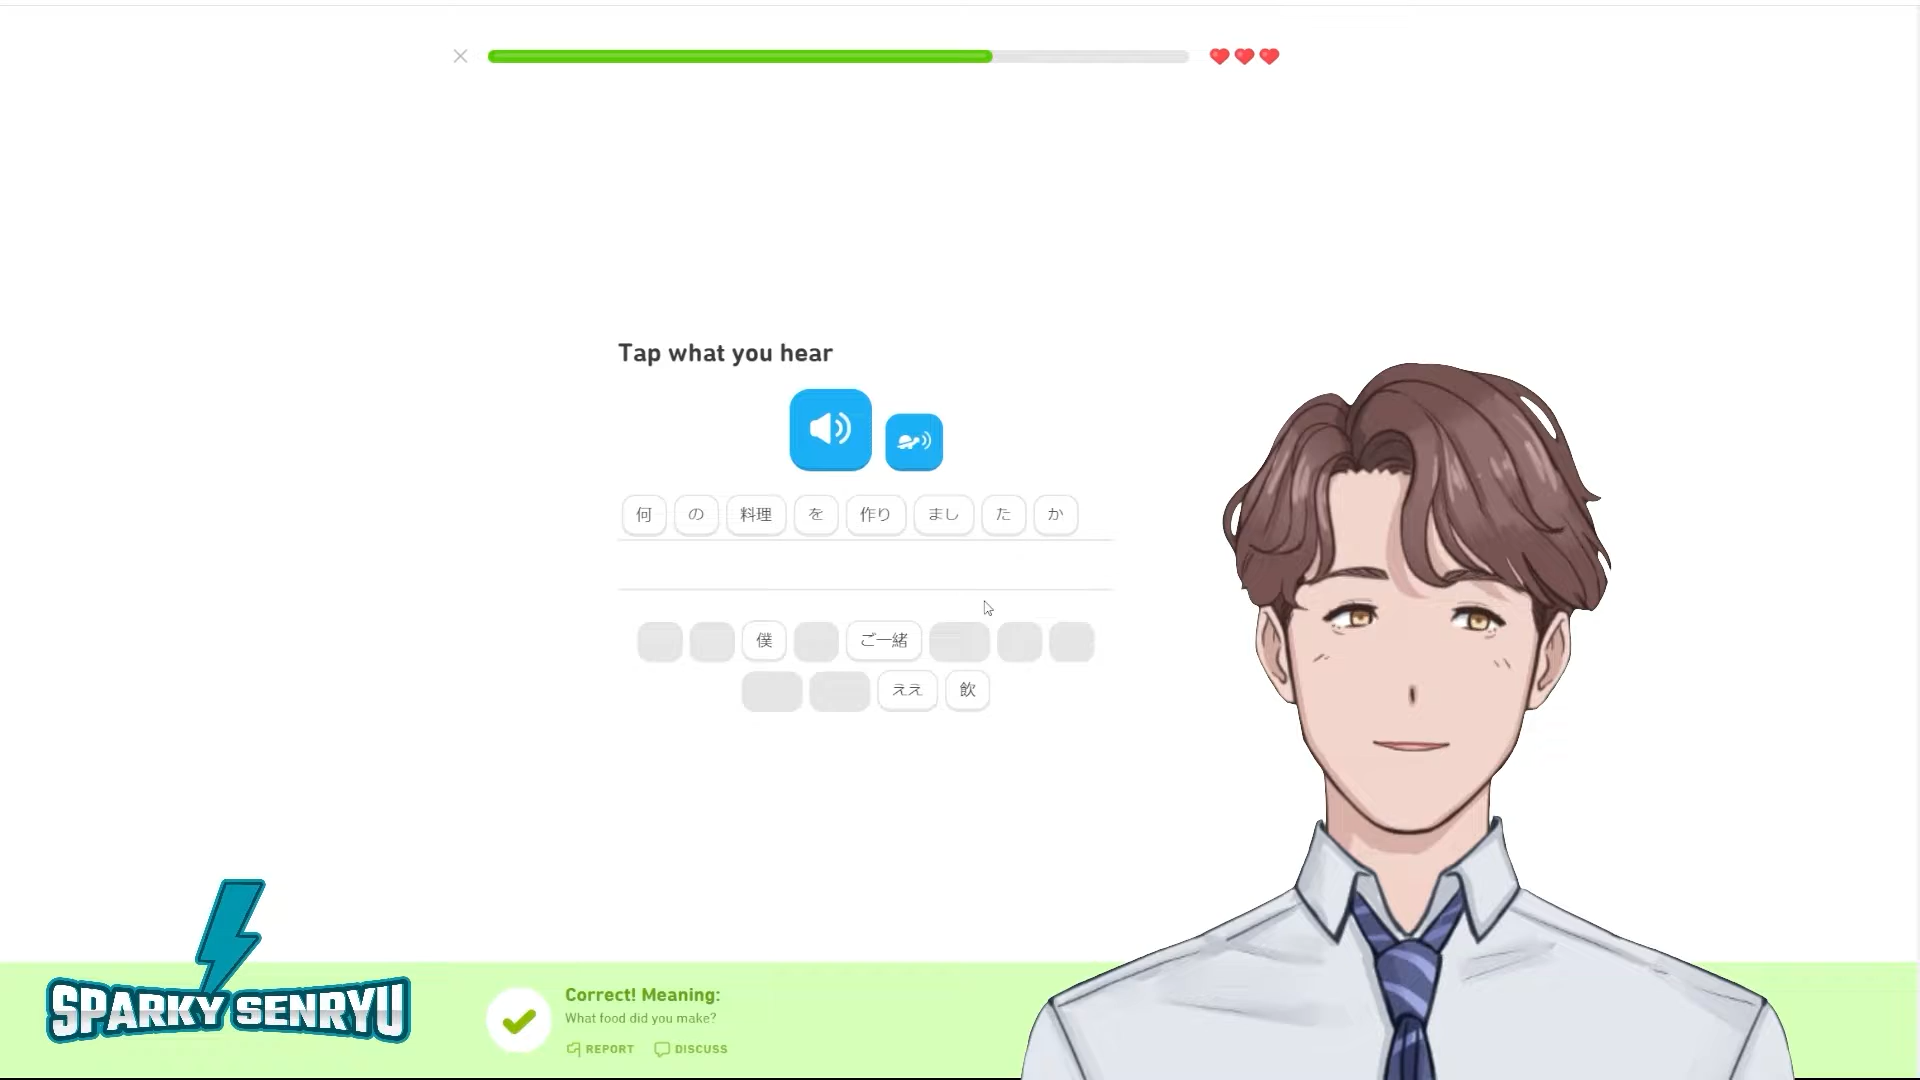 Tap what you hear
何 の 料理 を 作り まし た か
僕 ご一緒
ええ 飲
SPARKY SENRYU
Correct! Meaning:
What food did you make?
REPORT DISCUSS